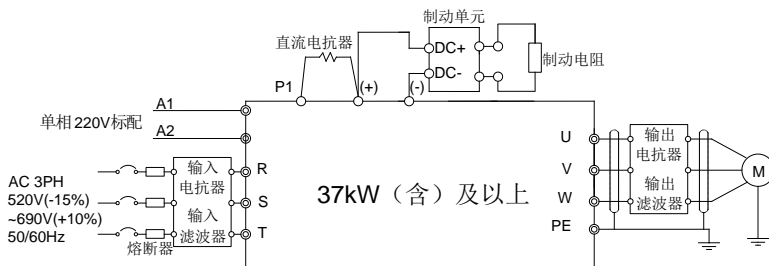 制动单元
直流电抗器
DC+
制动电阻
DC-
P1
(+)
(-)
A1
单相220V标配
A2
U
输出
电抗器
V
M
输出
滤波器
W
PE
R
输入
电抗器
AC 3PH
520V(-15%)
~690V(+10%)
50/60Hz
S
输入
滤波器
T
熔断器
37kW（含）及以上